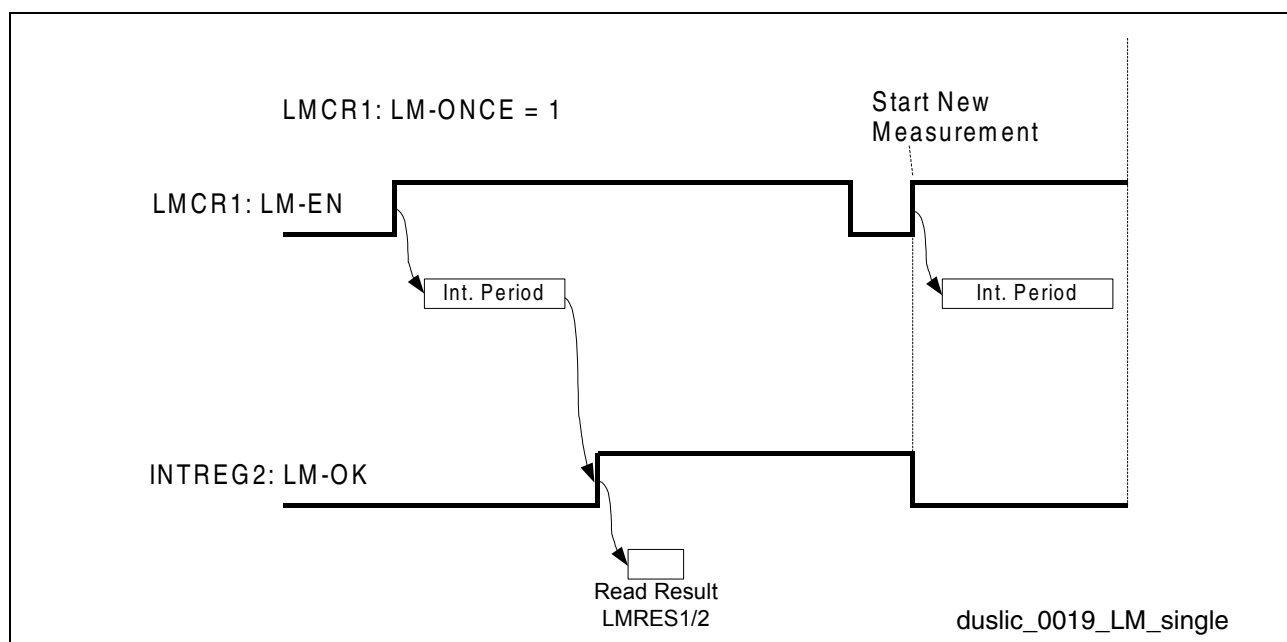 LMCR1: LM-ONCE = 1
Start New
Measurement
LMCR1: LM-EN
Int. Period
Int. Period
INTREG2: LM-OK
Read Result
LMRES1/2
duslic_0019_LM_single